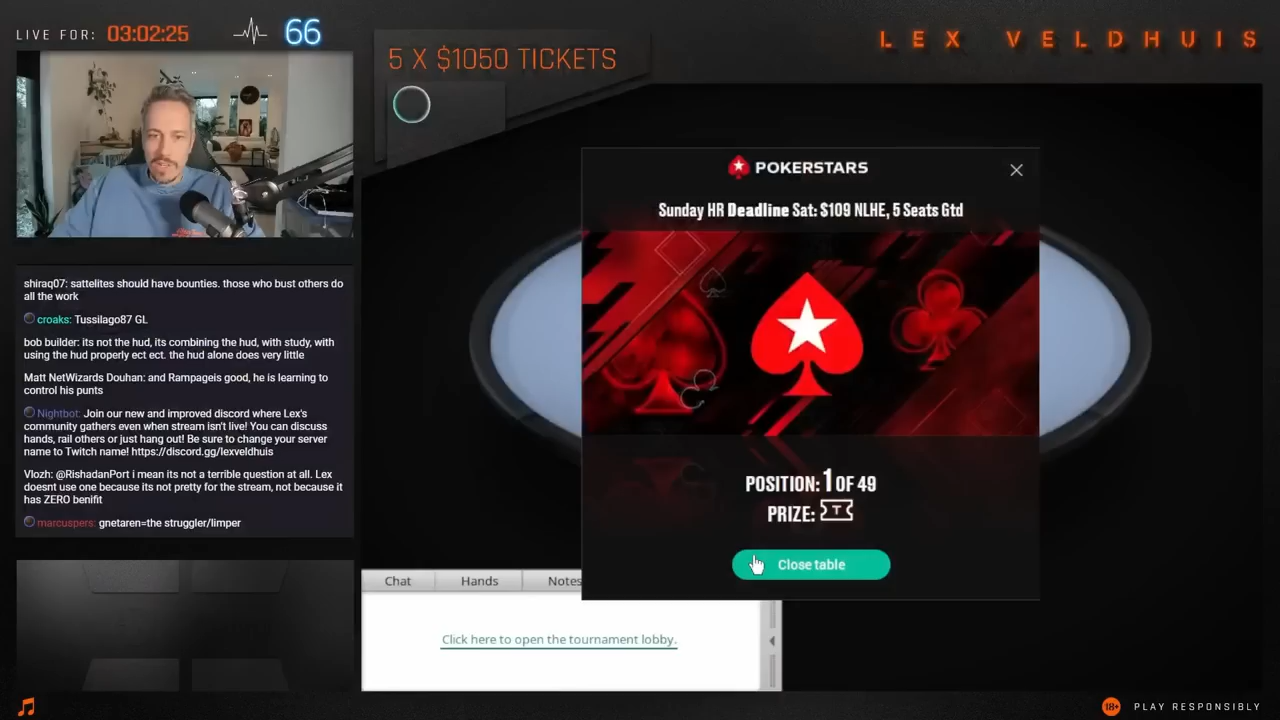 LIVE FOR: 03:02:25 66
5 X $1050 TICKETS
LEX VELDHUIS
shiraq07: sattelites should have bounties. those who bust others do
all the work
croaks: Tussilago87 GL
bob builder: its not the hud, its combining the hud, with study, with
using the hud properly ect ect. the hud alone does very little
Matt NetWizards Douhan: and Rampageis good, he is learning to
control his punts
Nightbot: Join our new and improved discord where Lex's
community gathers even when stream isn't live! You can discuss
hands, rail others or just hang out! Be sure to change your server
name to Twitch name! https://discord.gg/lexveldhuis
Vlozh: @RishadanPort i mean its not a terrible question at all. Lex
doesnt use one because its not pretty for the stream, not because it
has ZERO benifit
marcuspers: gnetaren=the struggler/limper
POKERSTARS
Sunday HR Deadline Sat: $109 NLHE, 5 Seats Gtd
POSITION: 1 OF 49
PRIZE: T
Close table
Chat Hands Notes
Click here to open the tournament lobby.
18+ PLAY RESPONSIBLY